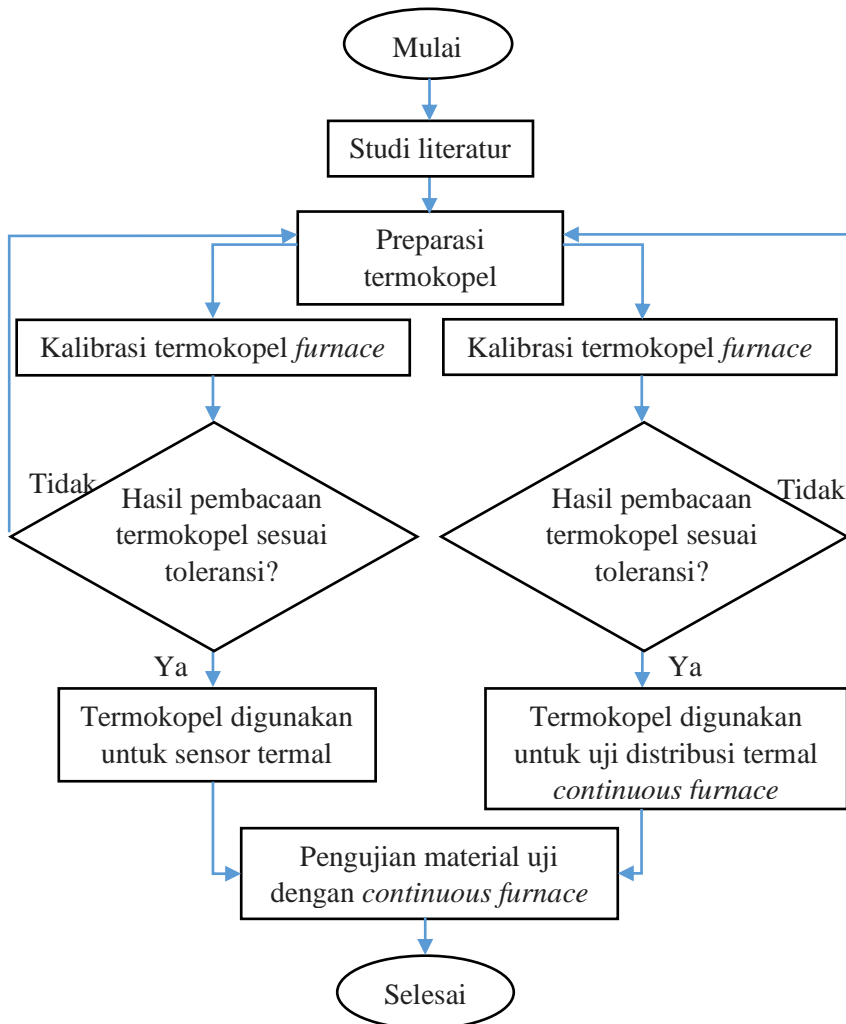 Mulai
Studi literatur
Preparasi
termokopel
Kalibrasi termokopel furnace
Kalibrasi termokopel furnace
Tidak
Hasil pembacaan
termokopel sesuai
toleransi?
Hasil pembacaan
termokopel sesuai
toleransi?
Tidak
Ya
Ya
Termokopel digunakan
untuk sensor termal
Termokopel digunakan
untuk uji distribusi termal
continuous furnace
Pengujian material uji
dengan continuous furnace
Selesai